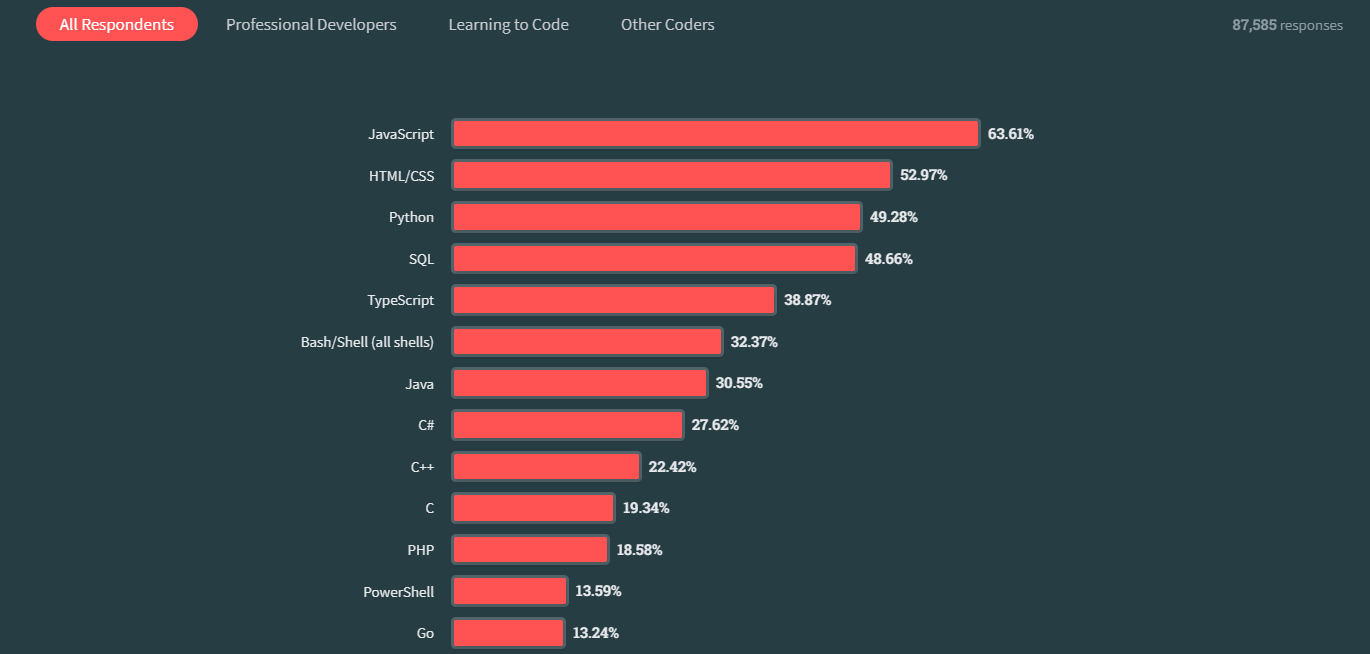 All Respondents Professional Developers Learning to Code Other Coders 87,585 responses
JavaScript 63.61%
HTML/CSS 52.97%
Python 49.28%
SQL 48.66%
TypeScript 38.87%
Bash/Shell (all shells) 32.37%
Java 30.55%
C# 27.62%
C++ 22.42%
C 19.34%
PHP 18.58%
PowerShell 13.59%
Go 13.24%